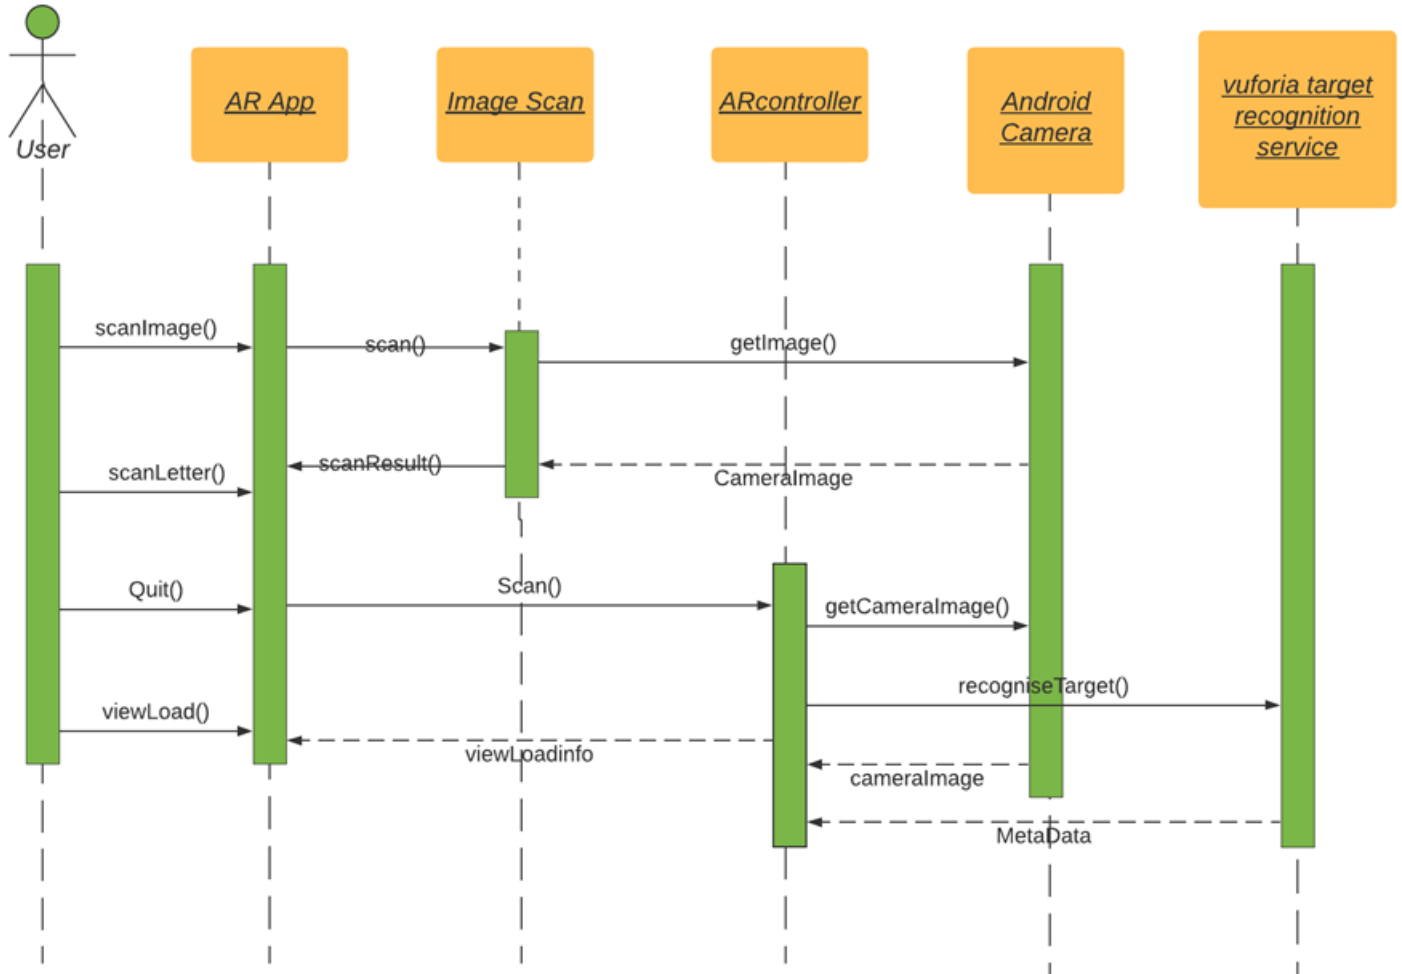 User
AR App
Image Scan
ARcontroller
Android
Camera
vuforia target
recognition
service
scanImage()
scan()
getImage()
scanResult()
CameraImage
scanLetter()
Quit()
Scan()
getCameraImage()
recogniseTarget()
viewLoad()
viewLoadinfo
cameraImage
MetaData